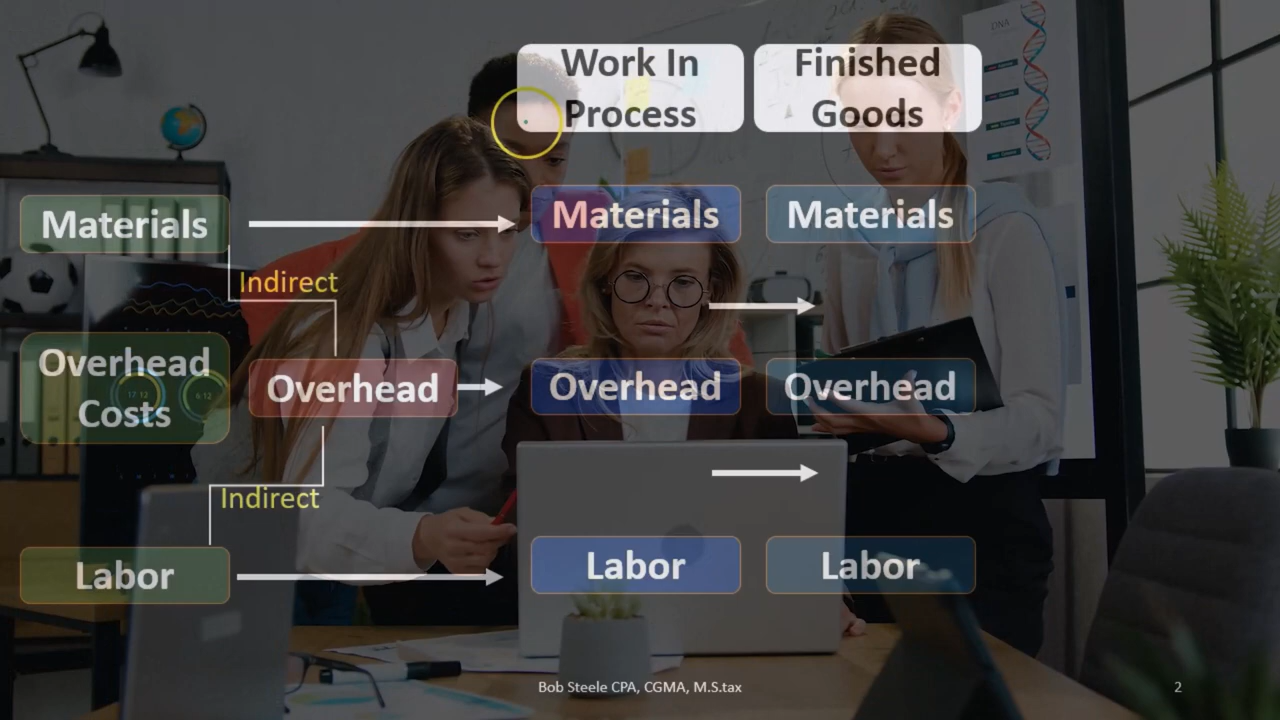 DNA
Work In
Process
Finished
Goods
Materials
Materials
Materials
Indirect
Overhead
Costs
Overhead
Overhead
Overhead
Indirect
Labor
Labor
Labor
Bob Steele CPA, CGMA, M.S.tax
2